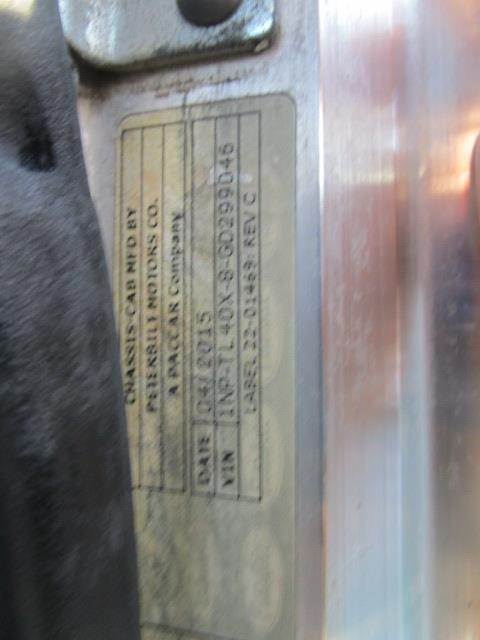 CHASSIS-CAB MFD BY
PETERBILT MOTORS CO.
A PACCAR Company
DATE 04/2015
VIN 1NP-TL40X-8-GD299046
LABEL 22-01469: REV C